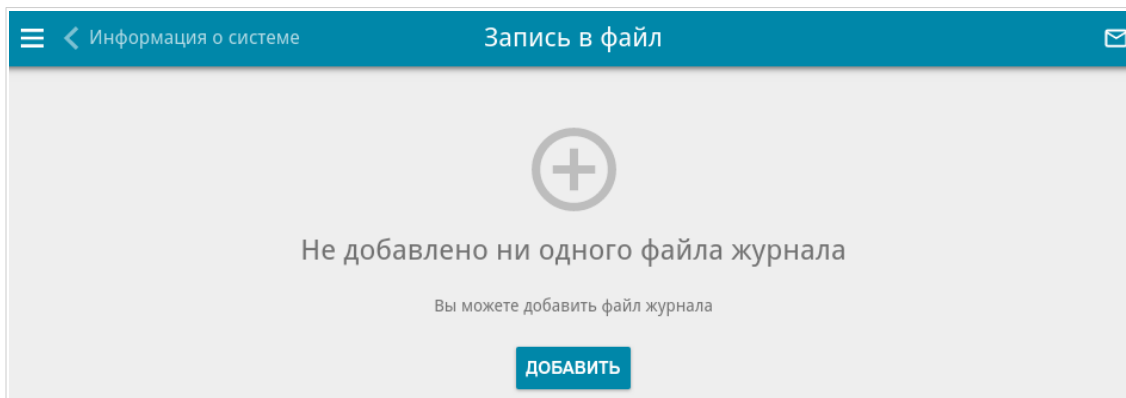 Информация о системе
Запись в файл
Не добавлено ни одного файла журнала
Вы можете добавить файл журнала
ДОБАВИТЬ